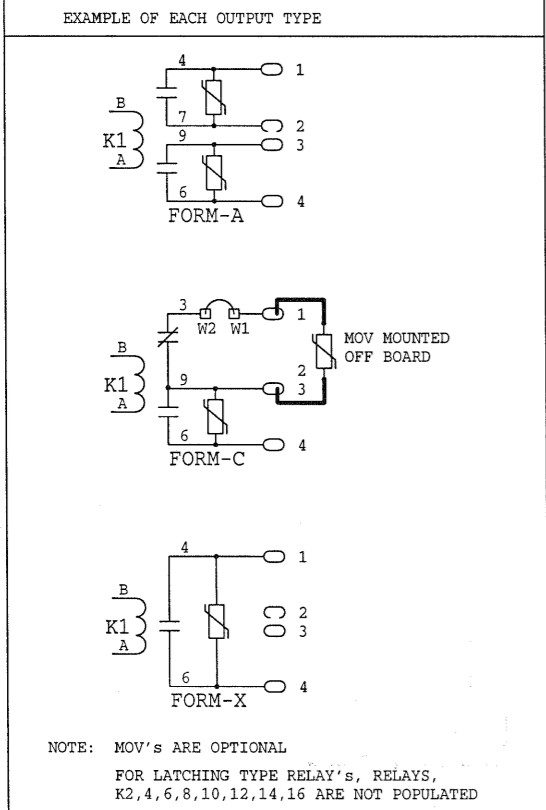 EXAMPLE OF EACH OUTPUT TYPE
4
1
B
K1
A
7
2
9
3
6
4
FORM-A
3
W2 W1
1
MOV MOUNTED
OFF BOARD
B
K1
A
2
9
3
6
4
FORM-C
4
1
B
K1
A
2
3
6
4
FORM-X
NOTE: MOV's ARE OPTIONAL
FOR LATCHING TYPE RELAY's, RELAYS,
K2,4,6,8,10,12,14,16 ARE NOT POPULATED